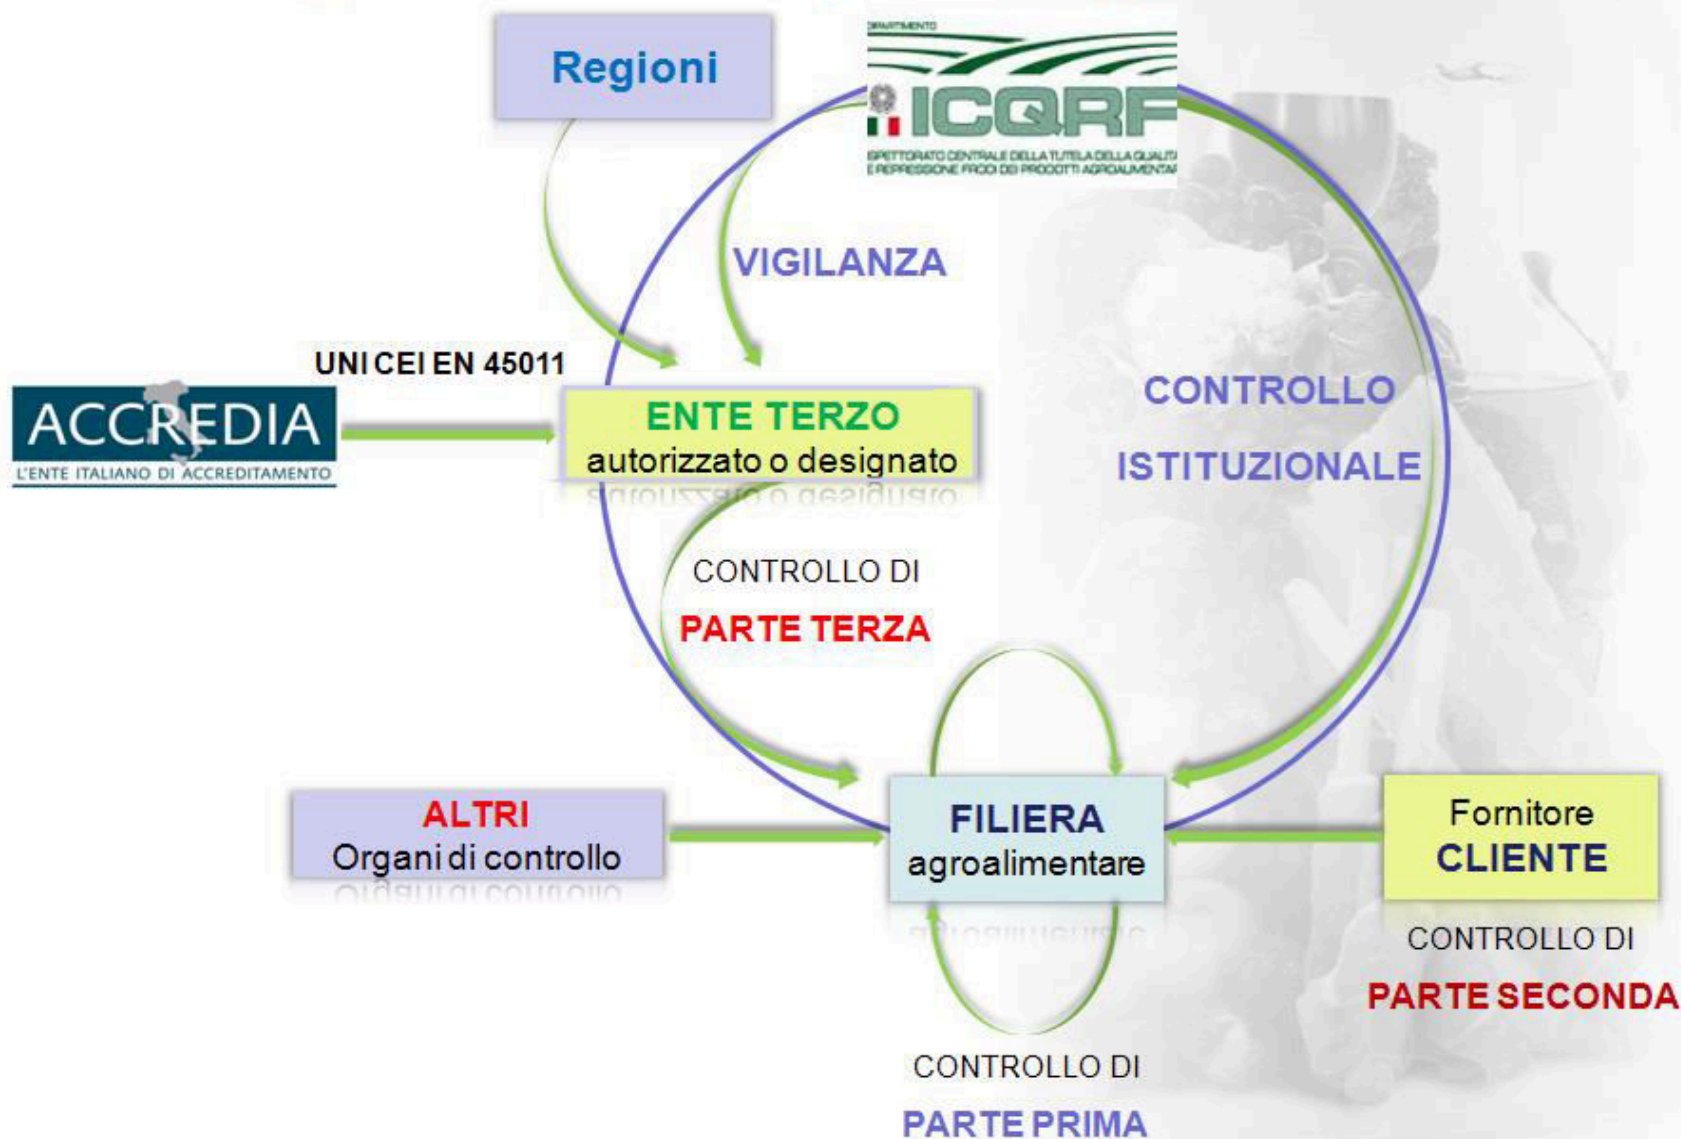 Regioni
DIPARTIMENTO
ICQRF
ISPETTORATO CENTRALE DELLA TUTELA DELLA QUALIT
E REPRESSIONE FRODI DEI PRODOTTI AGROALIMENTAR
VIGILANZA
UNI CEI EN 45011
ACCREDIA
L'ENTE ITALIANO DI ACCREDITAMENTO
ENTE TERZO
autorizzato o designato
CONTROLLO
ISTITUZIONALE
CONTROLLO DI
PARTE TERZA
ALTRI
Organi di controllo
FILIERA
agroalimentare
Fornitore
CLIENTE
CONTROLLO DI
PARTE SECONDA
CONTROLLO DI
PARTE PRIMA